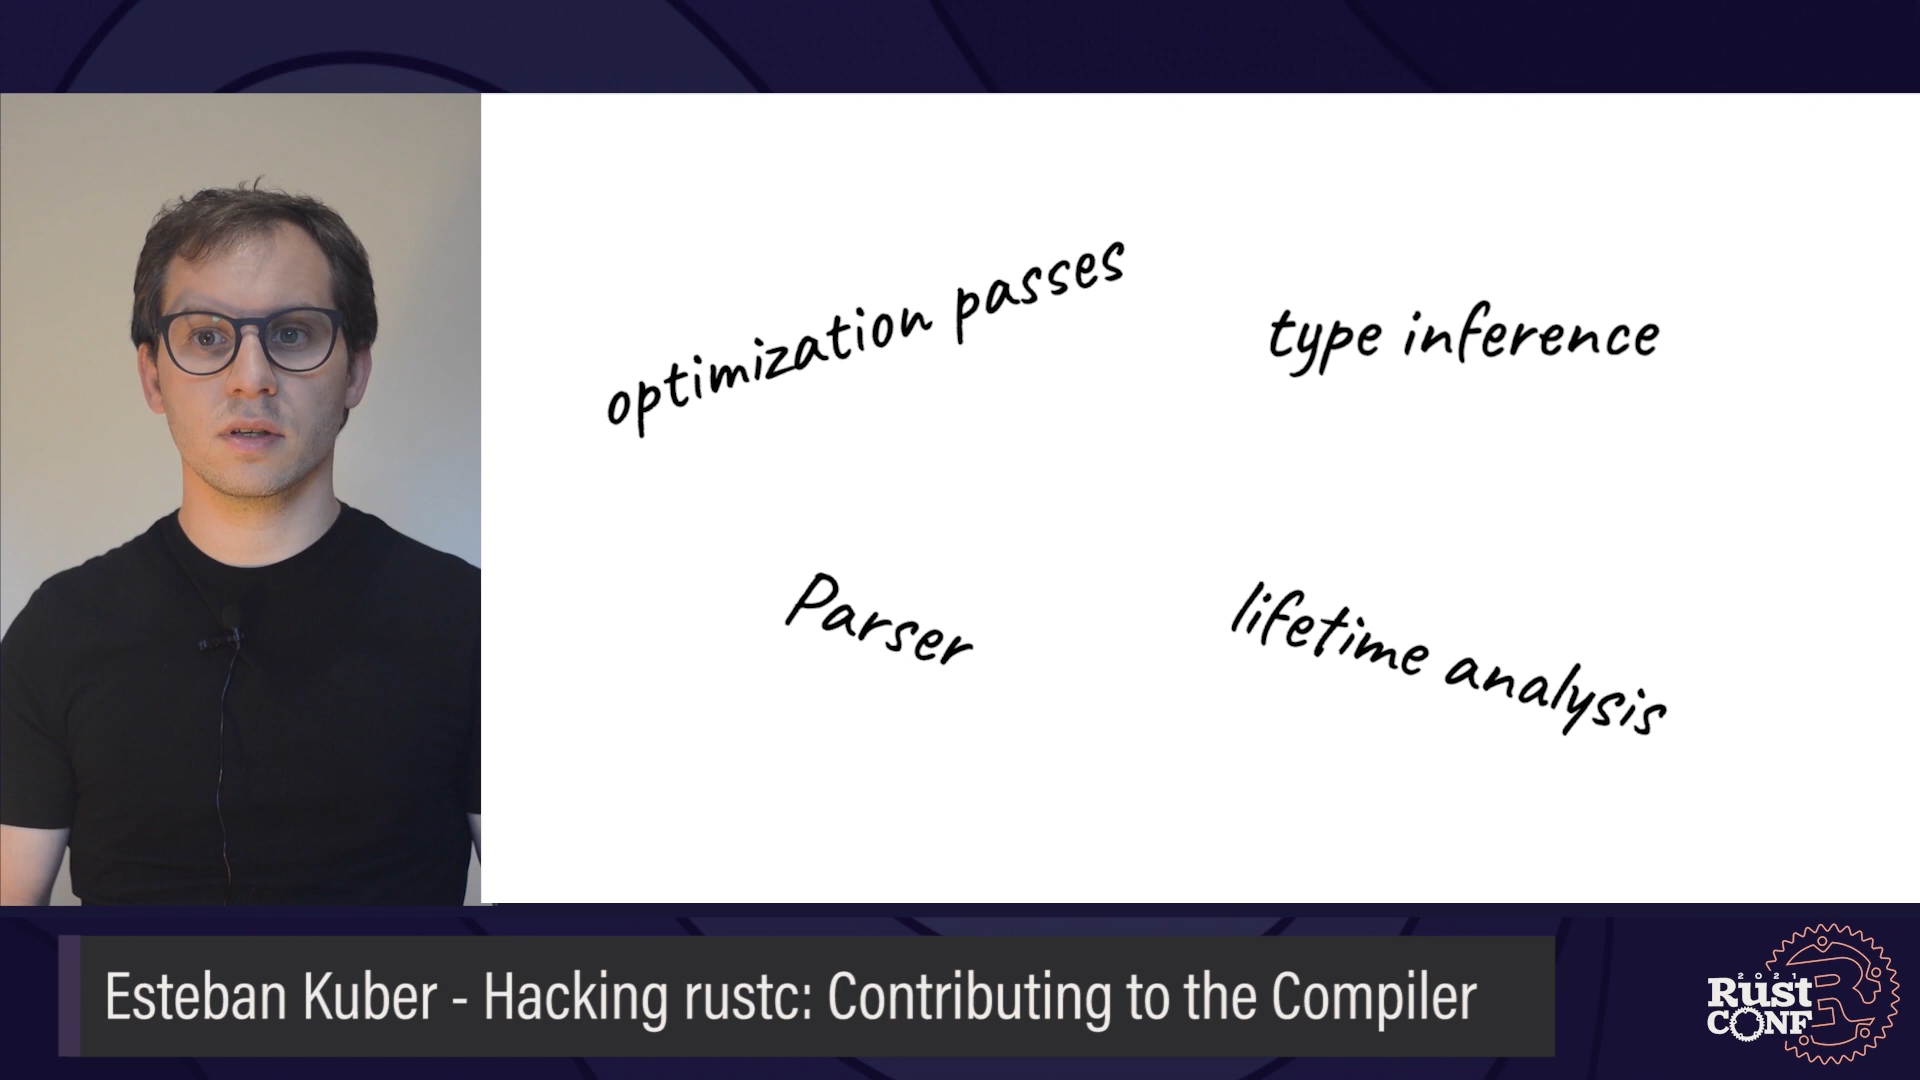 optimization passes
type inference
Parser
lifetime analysis
Esteban Kuber - Hacking rustc: Contributing to the Compiler
2021
Rust
CONF